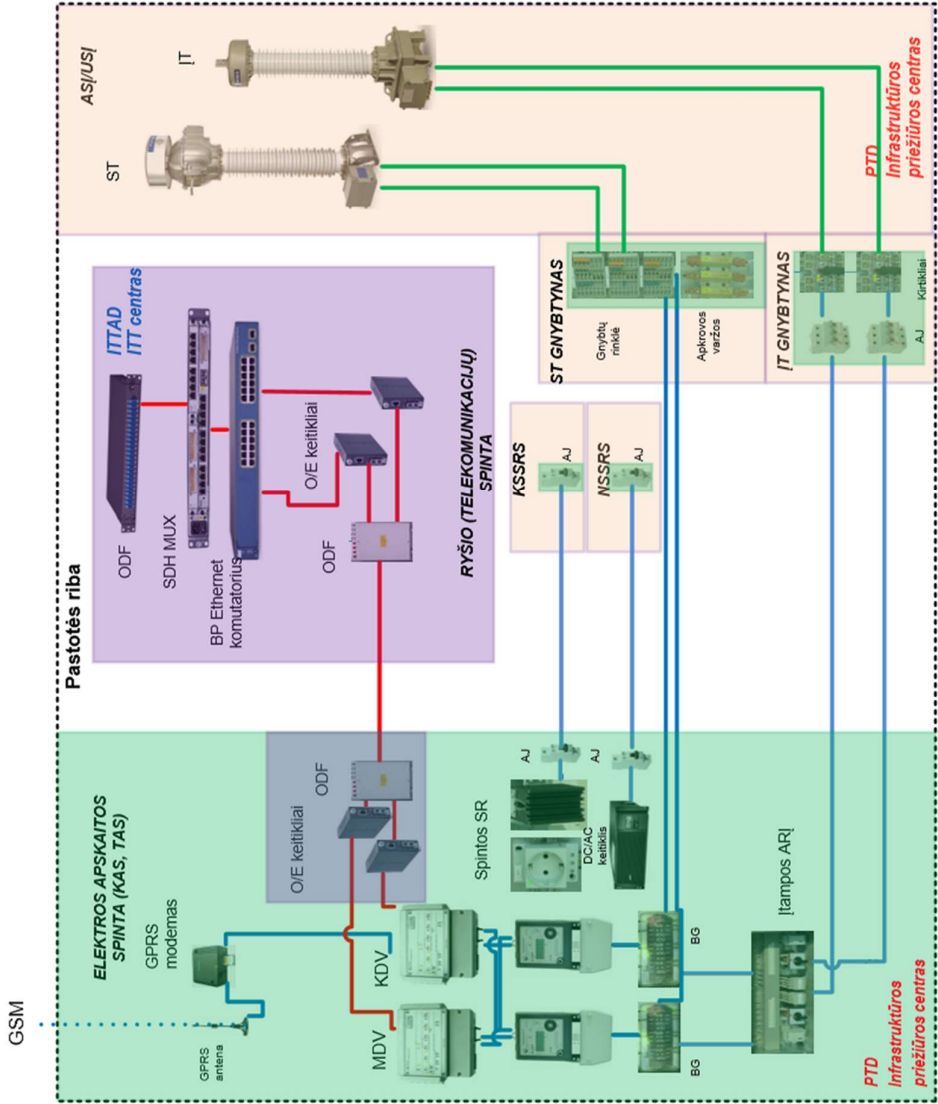 GSM
Pastotės riba
ELEKTROS APSKAITOS
SPINTA (KAS, TAS)
GPRS
modemas
GPRS
antena
O/E keitikliai
ODF
MDV
KDV
Spintos SR
AJ
DC/AC
keitiklis
AJ
BG
BG
Įtampos ARĮ
PTD
Infrastruktūros
priežiūros centras
ITTAD
ITT centras
ODF
SDH MUX
BP Ethernet
komutatorius
O/E keitikliai
ODF
RYŠIO (TELEKOMUNIKACIJŲ)
SPINTA
KSSRS
AJ
NSSRS
AJ
ST GNYBTYNAS
Gnybtų
rinklė
Apkrovos
varžos
ĮT GNYBTYNAS
AJ
Kirtikliai
ASĮ/USĮ
ST
ĮT
PTD
Infrastruktūros
priežiūros centras